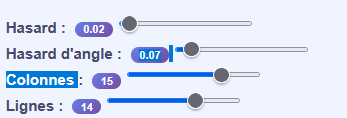 Hasard : 0.02
Hasard d'angle : 0.07
Colonnes : 15
Lignes : 14